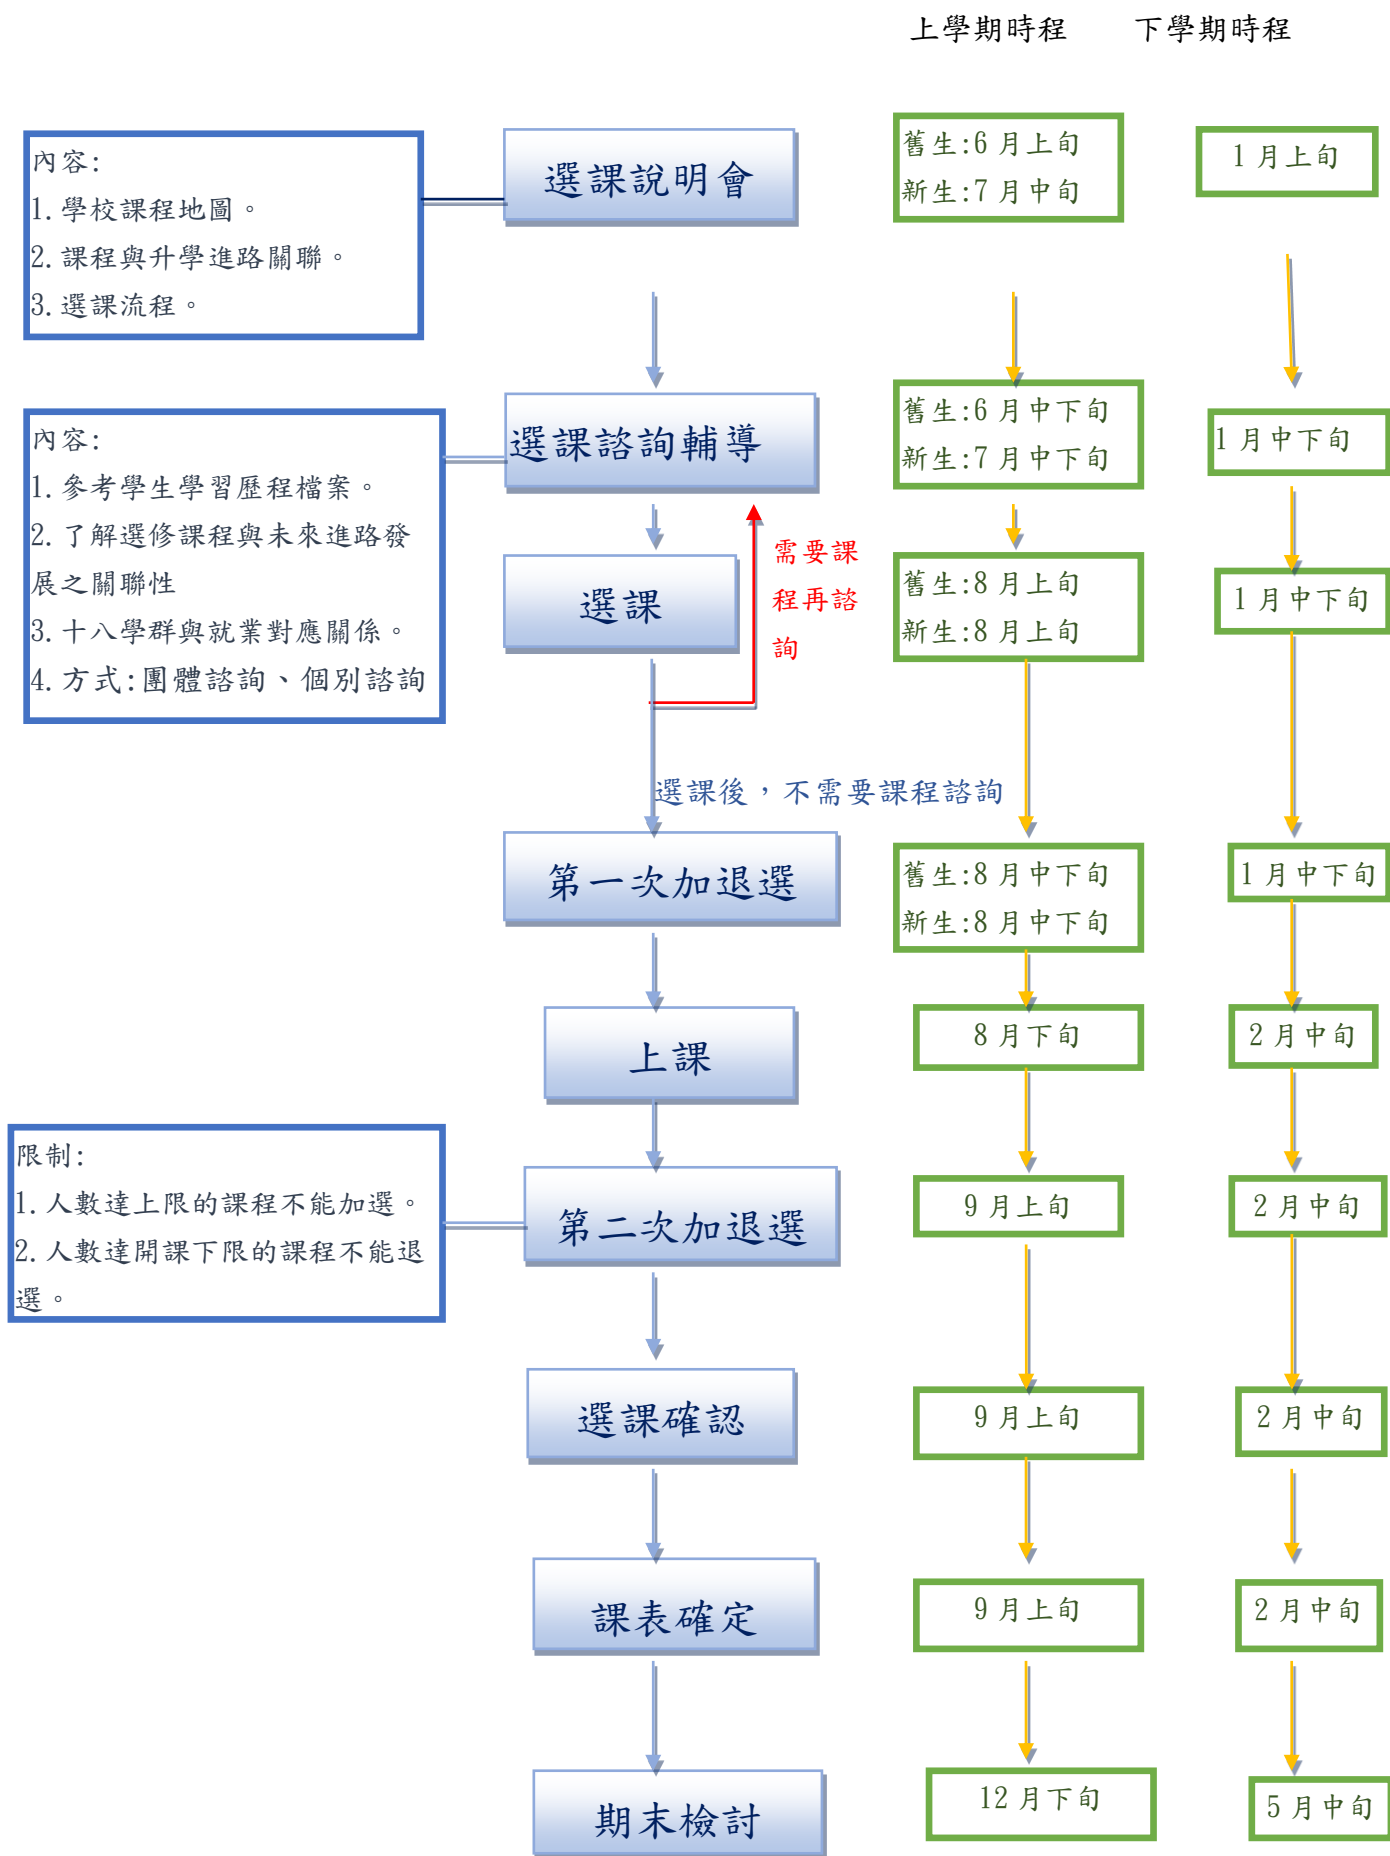 上學期時程
下學期時程
內容:
1.學校課程地圖。
2.課程與升學進路關聯。
3.選課流程。
選課說明會
舊生:6 月上旬
新生:7 月中旬
1 月上旬
內容:
1.參考學生學習歷程檔案。
2.了解選修課程與未來進路發
展之關聯性
3.十八學群與就業對應關係。
4.方式:團體諮詢、個別諮詢
選課諮詢輔導
舊生:6 月中下旬
新生:7 月中下旬
1 月中下旬
需要課
程再諮
詢
選課
舊生:8 月上旬
新生:8 月上旬
1 月中下旬
選課後，不需要課程諮詢
第一次加退選
舊生:8 月中下旬
新生:8 月中下旬
1 月中下旬
上課
8 月下旬
2 月中旬
限制:
1.人數達上限的課程不能加選。
2.人數達開課下限的課程不能退
選。
第二次加退選
9 月上旬
2 月中旬
選課確認
9 月上旬
2 月中旬
課表確定
9 月上旬
2 月中旬
期末檢討
12 月下旬
5 月中旬